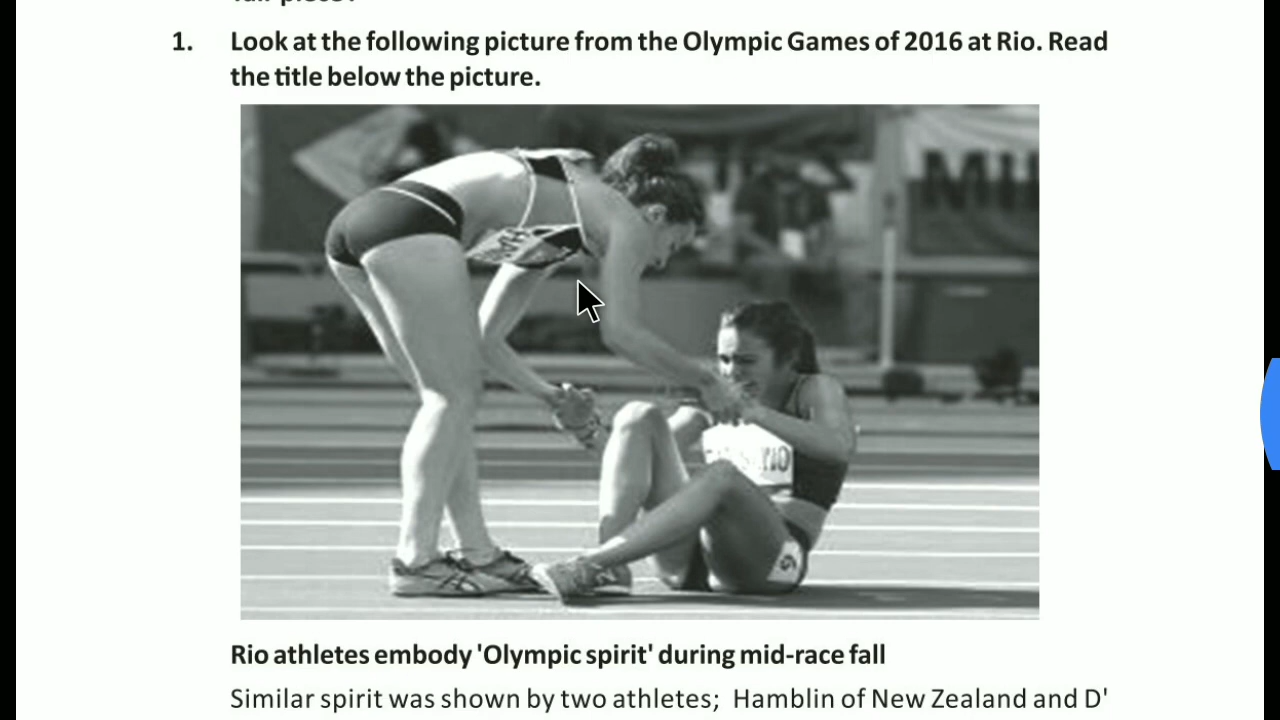 1. Look at the following picture from the Olympic Games of 2016 at Rio. Read
the title below the picture.
Rio athletes embody 'Olympic spirit' during mid-race fall
Similar spirit was shown by two athletes; Hamblin of New Zealand and D'